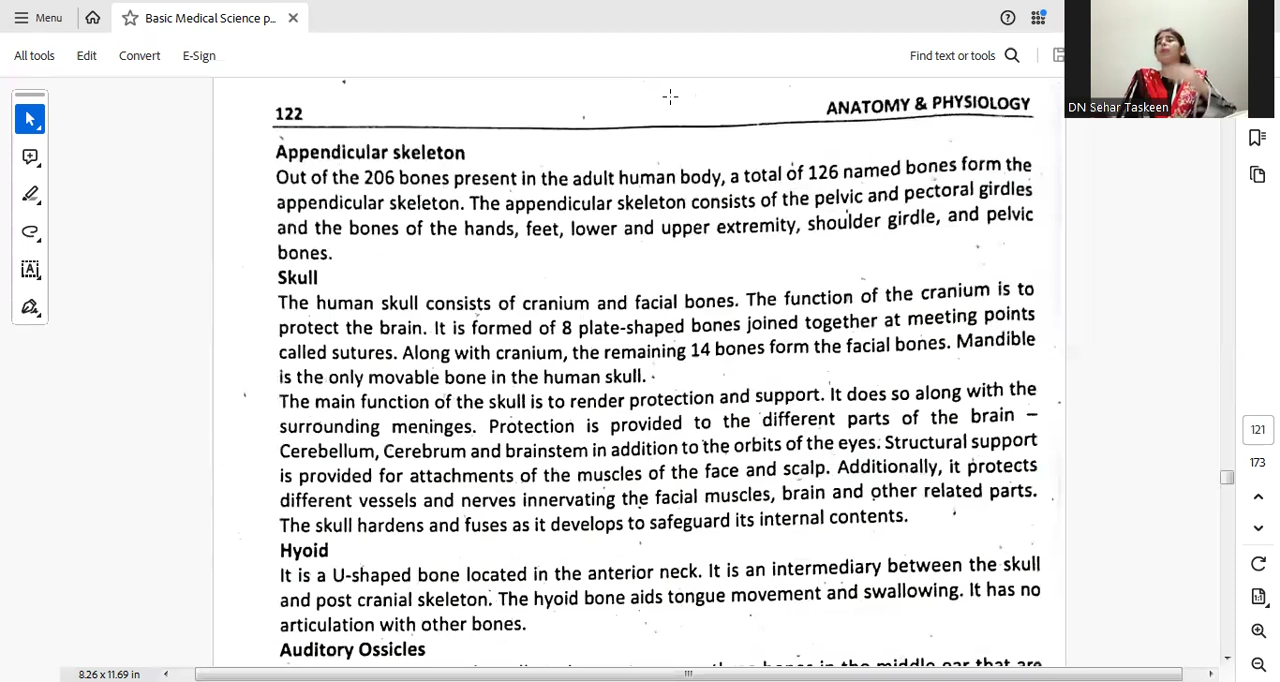 Menu
Basic Medical Science p...
All tools
Edit
Convert
E-Sign
Find text or tools
DN Sehar Taskeen
122
ANATOMY & PHYSIOLOGY
Appendicular skeleton
Out of the 206 bones present in the adult human body, a total of 126 named bones form the
appendicular skeleton. The appendicular skeleton consists of the pelvic and pectoral girdles
and the bones of the hands, feet, lower and upper extremity, shoulder girdle, and pelvic
bones.
Skull
The human skull consists of cranium and facial bones. The function of the cranium is to
protect the brain. It is formed of 8 plate-shaped bones joined together at meeting points
called sutures. Along with cranium, the remaining 14 bones form the facial bones. Mandible
is the only movable bone in the human skull.
The main function of the skull is to render protection and support. It does so along with the
surrounding meninges. Protection is provided to the different parts of the brain –
Cerebellum, Cerebrum and brainstem in addition to the orbits of the eyes. Structural support
is provided for attachments of the muscles of the face and scalp. Additionally, it protects
different vessels and nerves innervating the facial muscles, brain and other related parts.
The skull hardens and fuses as it develops to safeguard its internal contents.
Hyoid
It is a U-shaped bone located in the anterior neck. It is an intermediary between the skull
and post cranial skeleton. The hyoid bone aids tongue movement and swallowing. It has no
articulation with other bones.
Auditory Ossicles
bones in the middle ear that are
121
173
8.26 x 11.69 in